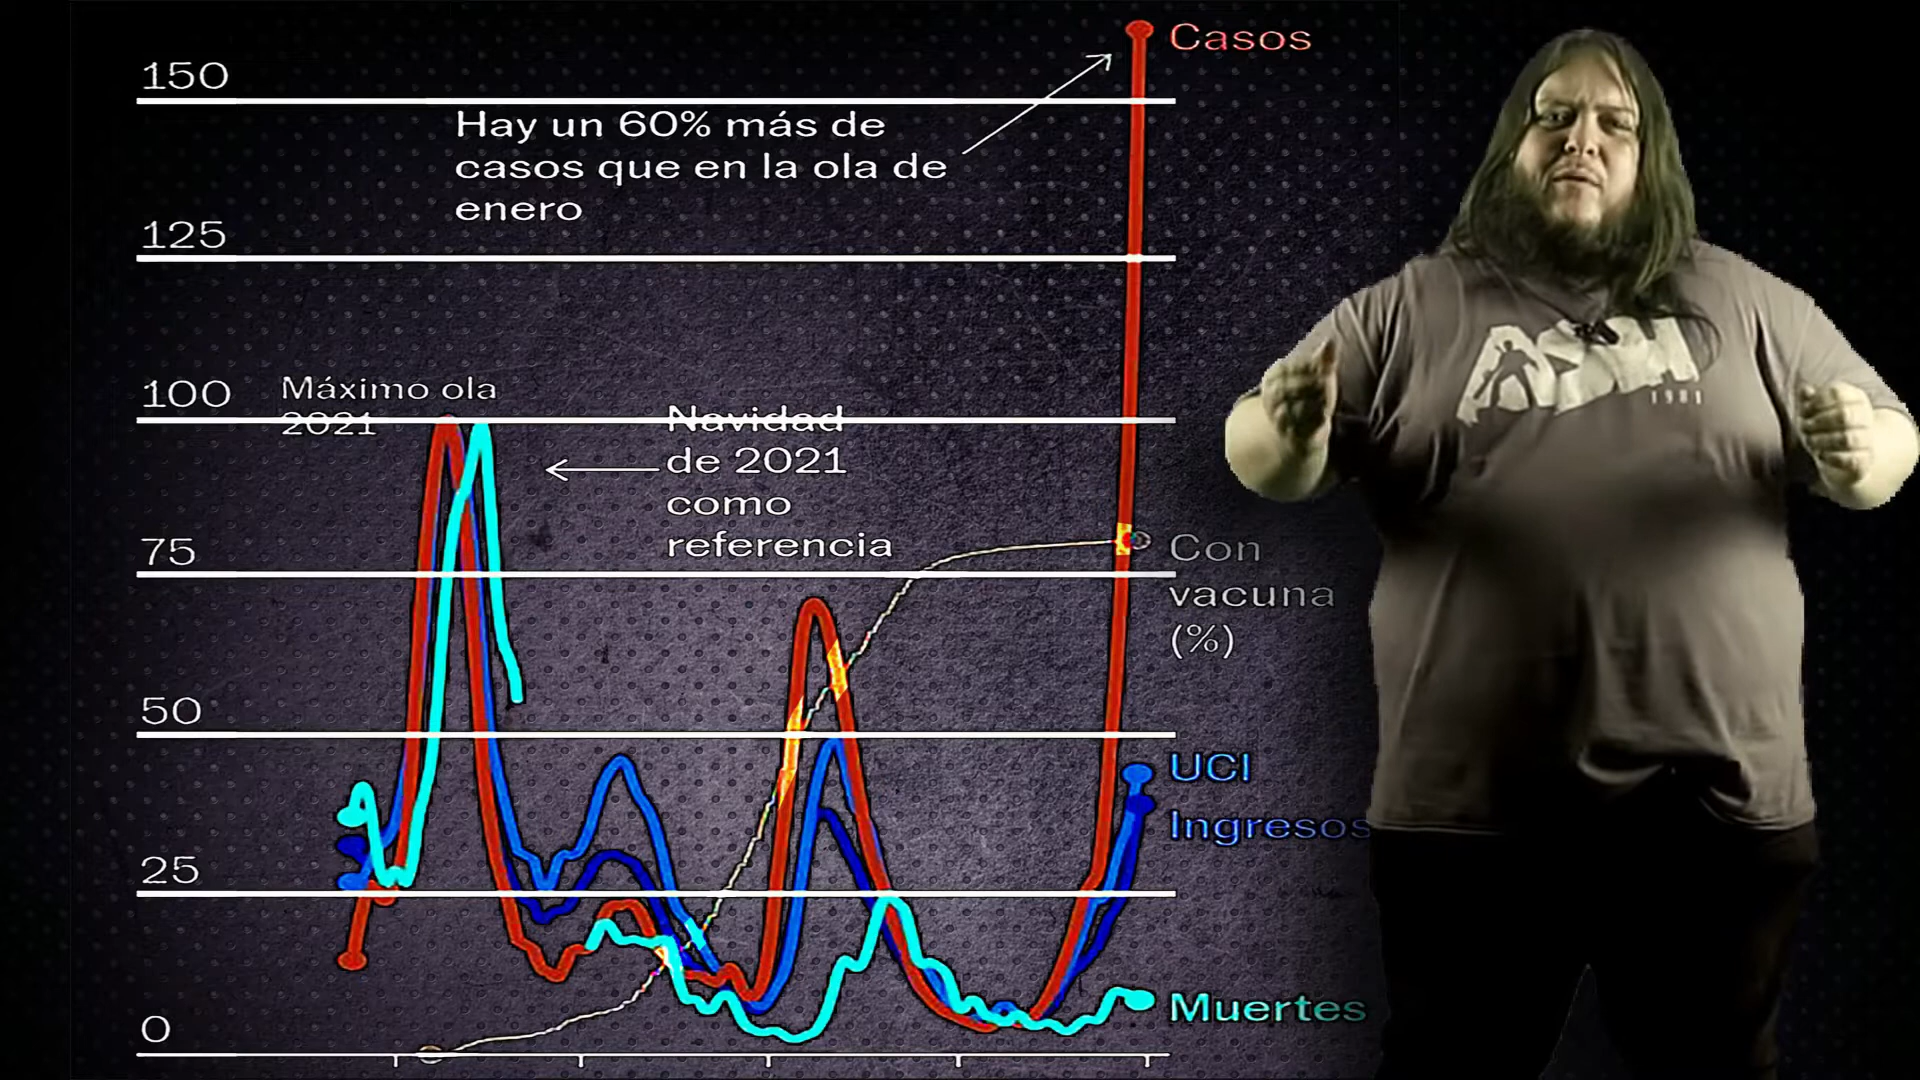 150
Casos
Hay un 60% más de
casos que en la ola de
enero
125
100
Máximo ola
2021
Navidad
de 2021
como
referencia
75
Con
vacuna
(%)
50
UCI
Ingresos
25
Muertes
0
1981